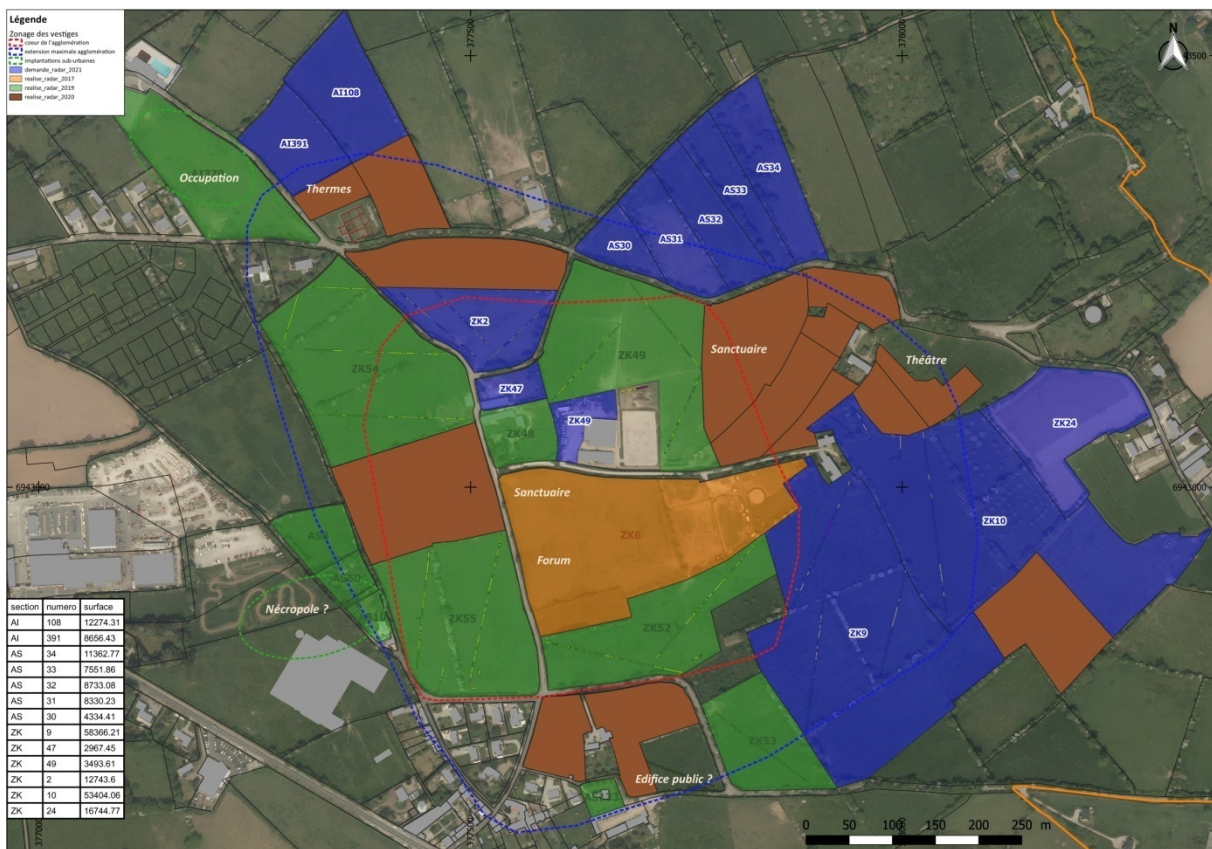 Légende
Zonage des vestiges
coeur de l'agglomération
extension maximale agglomération
implantations sub-urbaines
demande_radar_2021
realise_radar_2017
realise_radar_2019
realise_radar_2020
377500
378000
N
3500
AI108
AI391
AS34
AS33
AS32
AS31
AS30
Occupation
Thermes
ZK2
ZK49
Sanctuaire
Théâtre
ZK54
ZK47
ZK48
ZK49
ZK24
6943000
6943000
Sanctuaire
ZK6
ZK10
Forum
Nécropole ?
ZK55
ZK52
ZK9
ZK53
Edifice public ?
section numero surface
AI 108 12274.31
AI 391 8656.43
AS 34 11362.77
AS 33 7551.86
AS 32 8733.08
AS 31 8330.23
AS 30 4334.41
ZK 9 58366.21
ZK 47 2967.45
ZK 49 3493.61
ZK 2 12743.6
ZK 10 53404.06
ZK 24 16744.77
377000
377500
378000
0 50 100 150 200 250 m